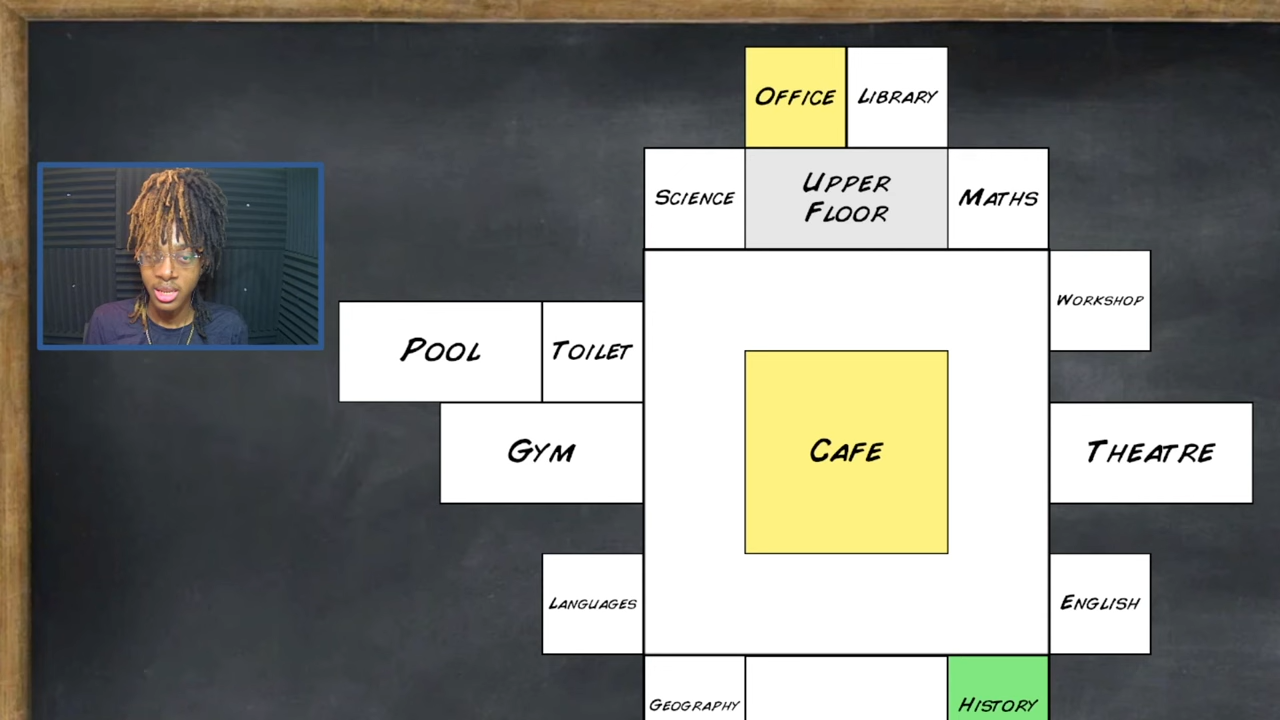 OFFICE
LIBRARY
SCIENCE
UPPER
FLOOR
MATHS
WORKSHOP
POOL
TOILET
GYM
CAFE
THEATRE
LANGUAGES
ENGLISH
GEOGRAPHY
HISTORY